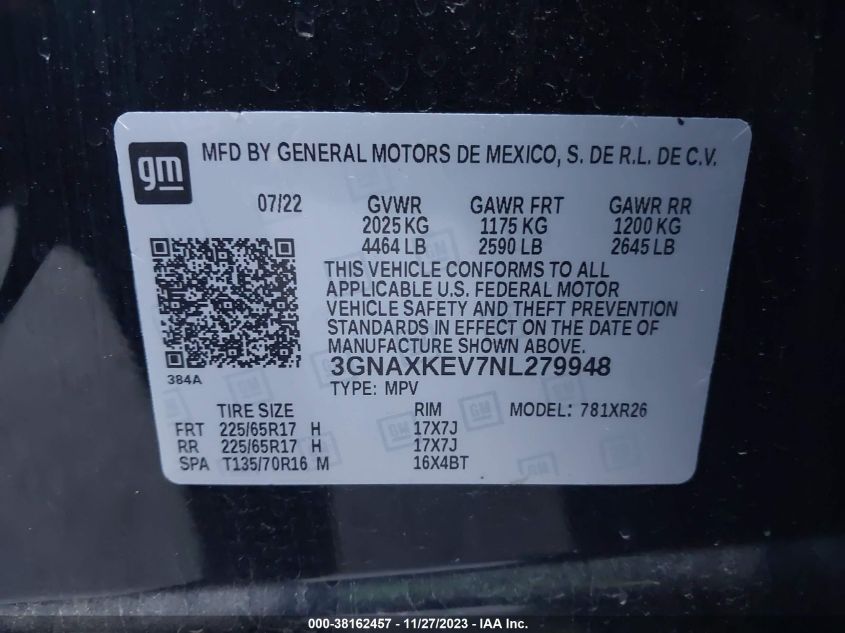 gm
MFD BY GENERAL MOTORS DE MEXICO, S. DE R.L. DE C.V.
07/22 GVWR GAWR FRT GAWR RR
2025 KG 1175 KG 1200 KG
4464 LB 2590 LB 2645 LB
THIS VEHICLE CONFORMS TO ALL
APPLICABLE U.S. FEDERAL MOTOR
VEHICLE SAFETY AND THEFT PREVENTION
STANDARDS IN EFFECT ON THE DATE OF
MANUFACTURE SHOWN ABOVE.
384A
3GNAXKEV7NL279948
TYPE: MPV
TIRE SIZE RIM MODEL: 781XR26
FRT 225/65R17 H 17X7J
RR 225/65R17 H 17X7J
SPA T135/70R16 M 16X4BT
000-38162457 - 11/27/2023 - IAA Inc.